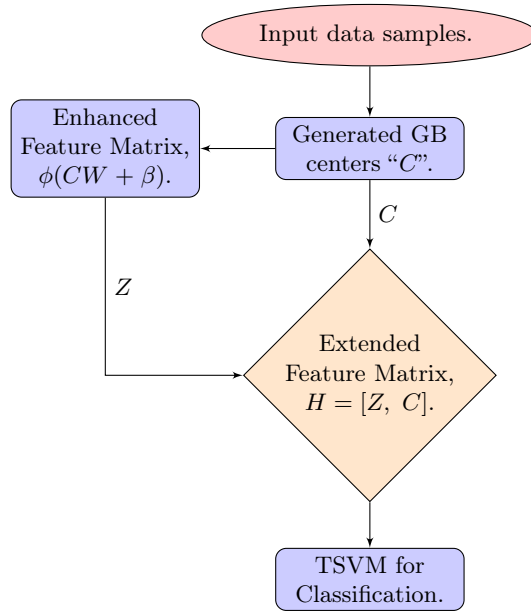 Input data samples.
Enhanced
Feature Matrix,
ϕ(CW + β).
Generated GB
centers “C”.
C
Z
Extended
Feature Matrix,
H = [Z, C].
TSVM for
Classification.